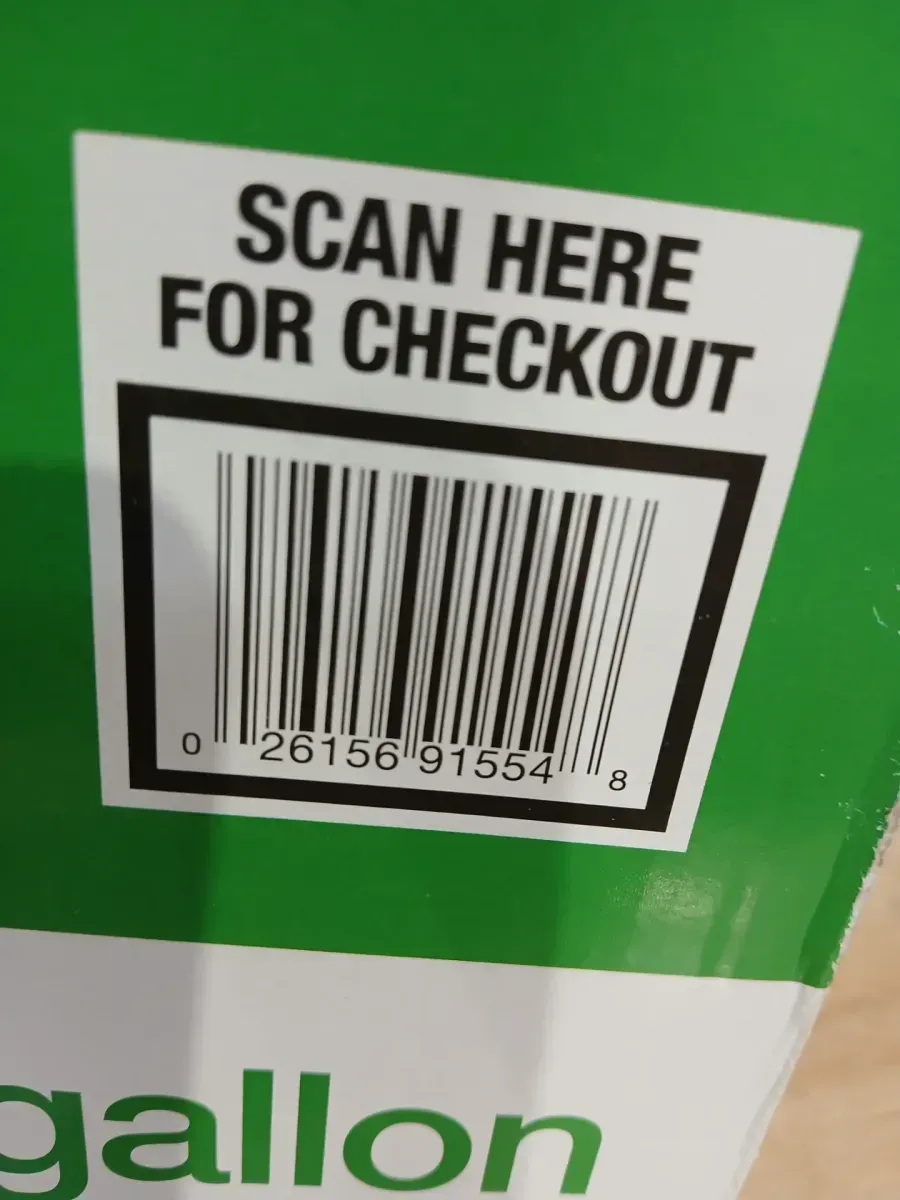 SCAN HERE
FOR CHECKOUT
0 26156 91554 8
gallon